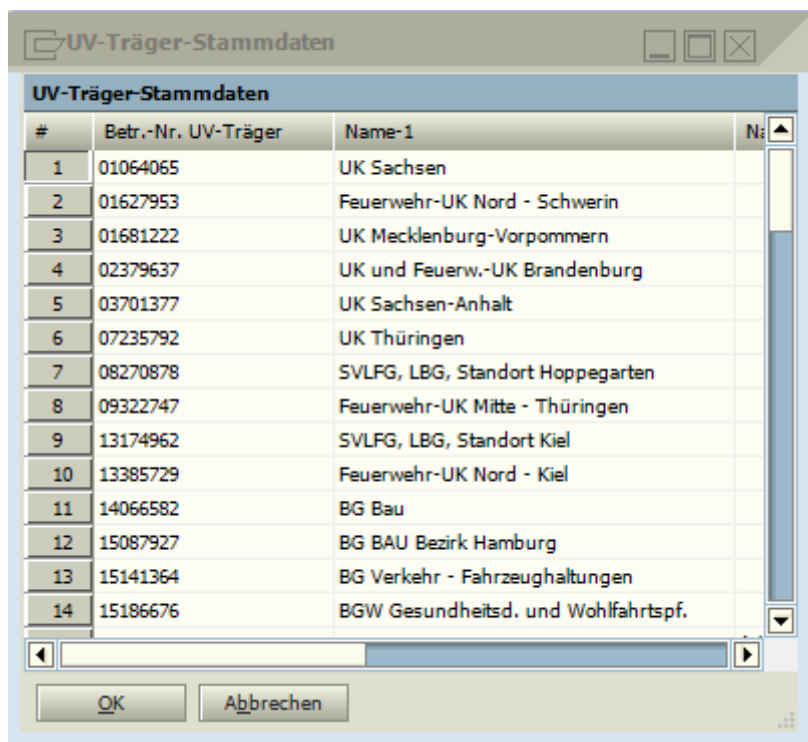 UV-Träger-Stammdaten
UV-Träger-Stammdaten
# Betr.-Nr. UV-Träger Name-1
1 01064065 UK Sachsen
2 01627953 Feuerwehr-UK Nord - Schwerin
3 01681222 UK Mecklenburg-Vorpommern
4 02379637 UK und Feuerw.-UK Brandenburg
5 03701377 UK Sachsen-Anhalt
6 07235792 UK Thüringen
7 08270878 SVLFG, LBG, Standort Hoppegarten
8 09322747 Feuerwehr-UK Mitte - Thüringen
9 13174962 SVLFG, LBG, Standort Kiel
10 13385729 Feuerwehr-UK Nord - Kiel
11 14066582 BG Bau
12 15087927 BG BAU Bezirk Hamburg
13 15141364 BG Verkehr - Fahrzeughaltungen
14 15186676 BGW Gesundheitsd. und Wohlfahrtspf.
OK Abbrechen